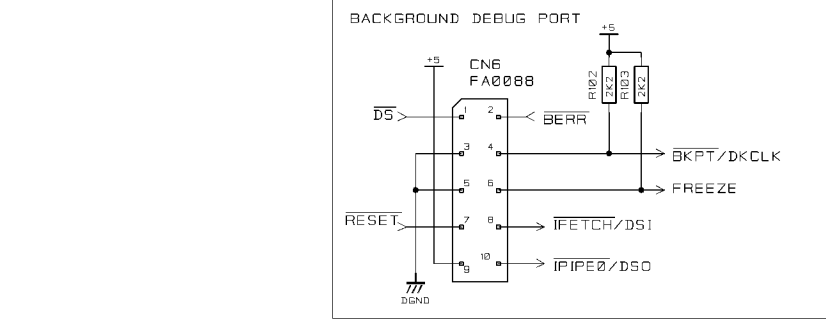 BACKGROUND DEBUG PORT
+5
+5
CN6
FA0088
R102
2K2
R103
2K2
DS
1
2
BERR
3
4
BKPT/DKCLK
5
6
FREEZE
RESET
7
8
IFETCH/DSI
9
10
IPIPE0/DSO
DGND